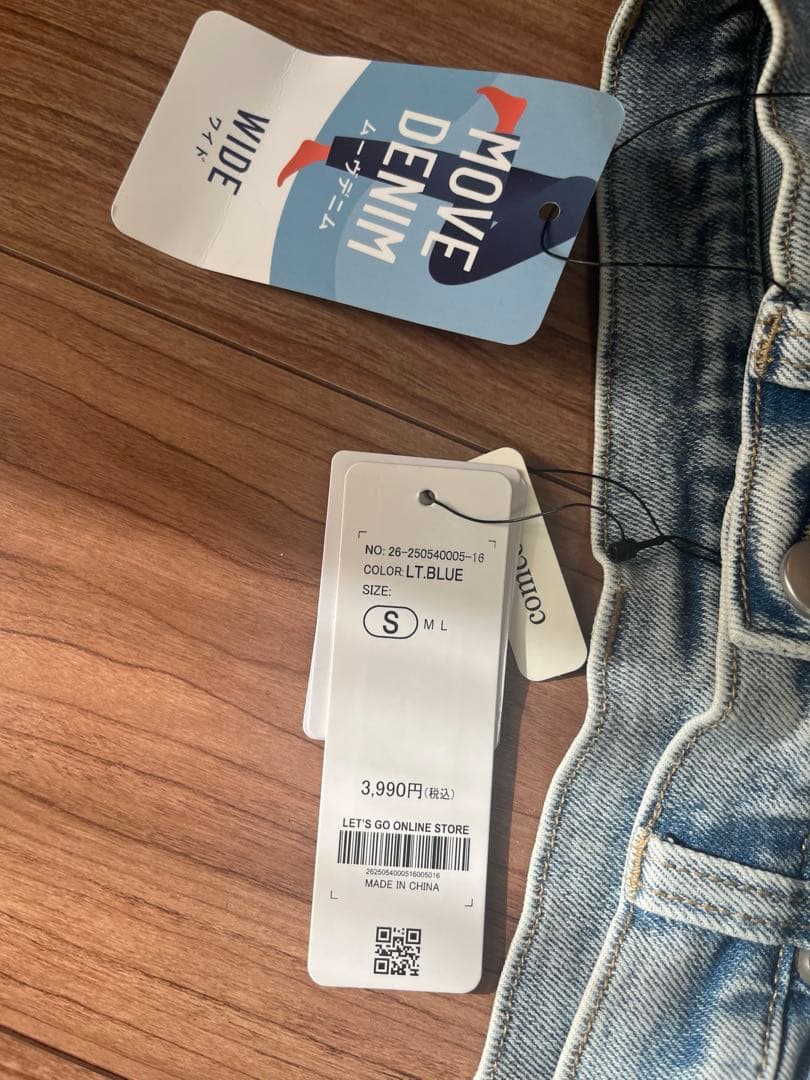 MOVE
DENIM
ムーヴデニム
WIDE
ワイド
NO: 26-250540005-16
COLOR:LT.BLUE
SIZE:
S M L
3,990円(税込)
LET'S GO ONLINE STORE
2625054000516005016
MADE IN CHINA